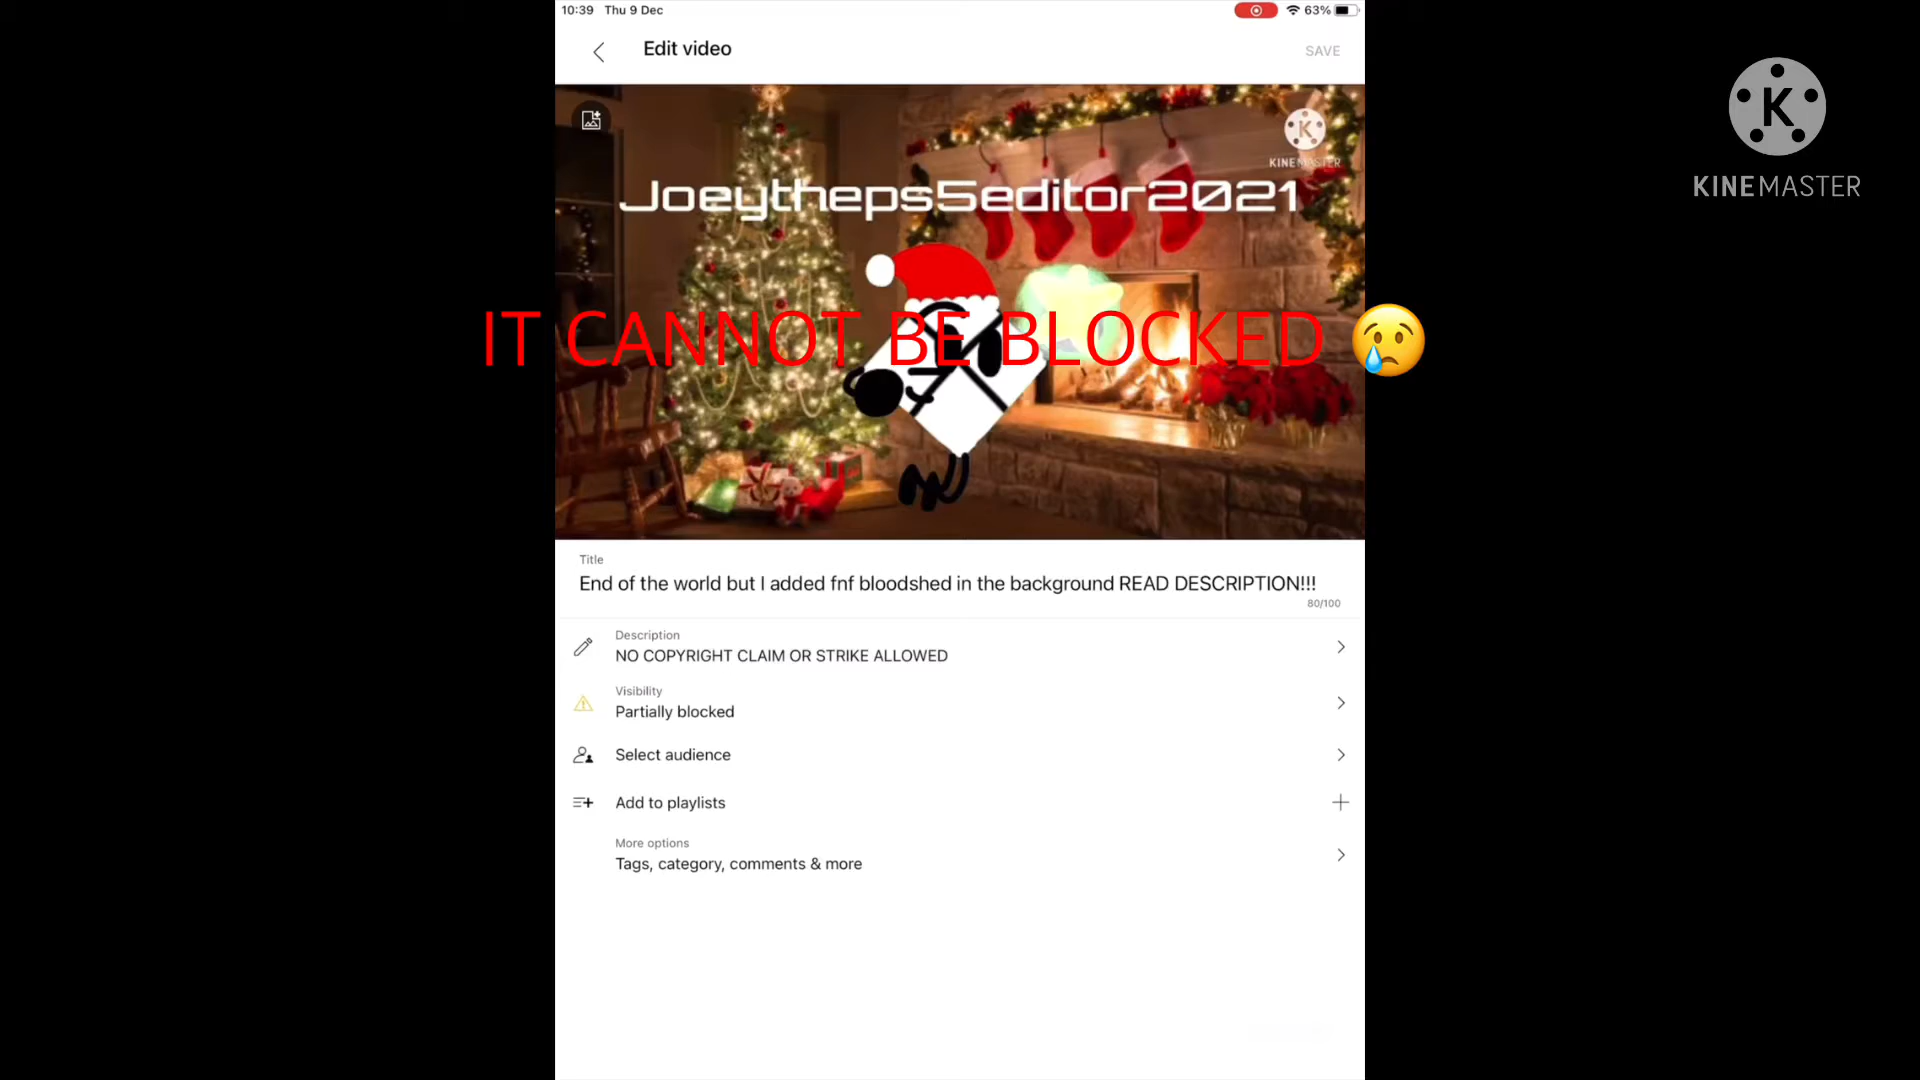 10:39 Thu 9 Dec
63%
Edit video
SAVE
KINEMASTER
KINEMASTER
Joeytheps5editor2021
IT CANNOT BE BLOCKED 😢
Title
End of the world but I added fnf bloodshed in the background READ DESCRIPTION!!!
80/100
Description
NO COPYRIGHT CLAIM OR STRIKE ALLOWED
Visibility
Partially blocked
Select audience
Add to playlists
More options
Tags, category, comments & more